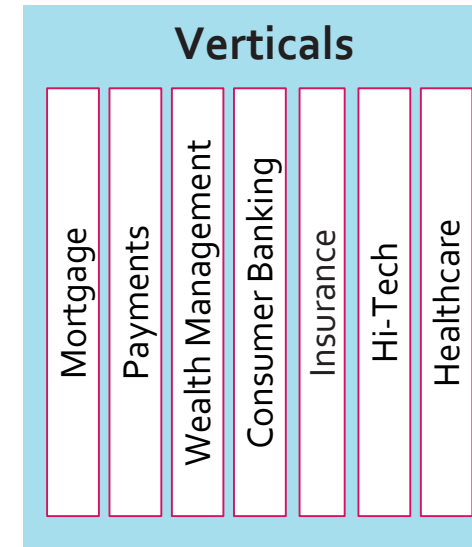 Verticals
Mortgage
Payments
Wealth Management
Consumer Banking
Insurance
Hi-Tech
Healthcare